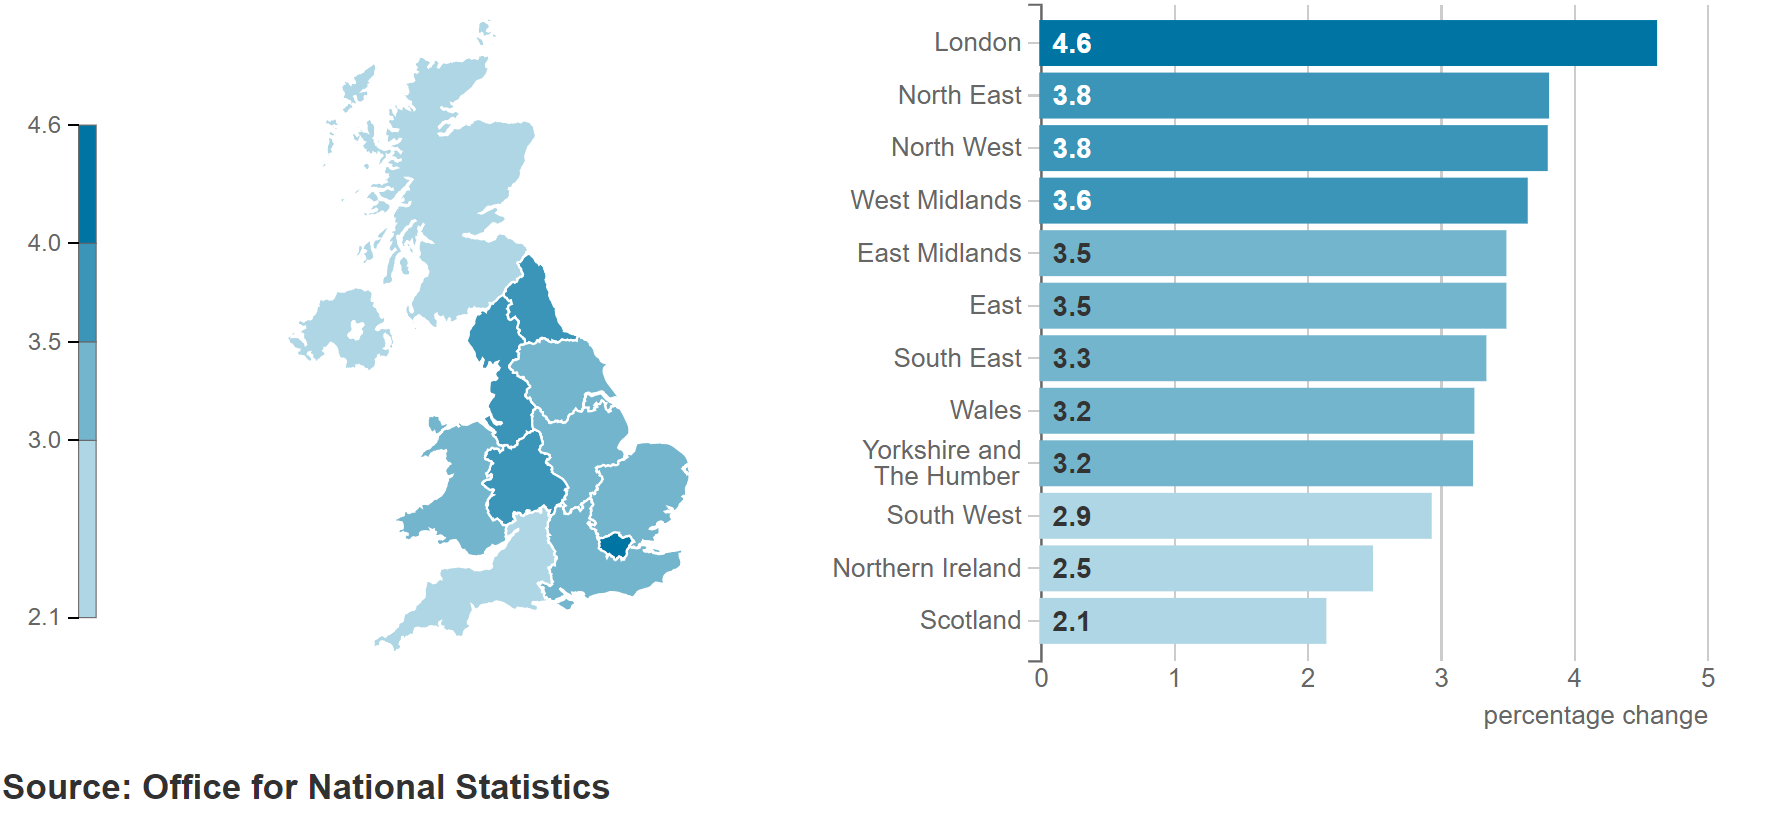 4.6
4.0
3.5
3.0
2.1
London 4.6
North East 3.8
North West 3.8
West Midlands 3.6
East Midlands 3.5
East 3.5
South East 3.3
Wales 3.2
Yorkshire and
The Humber 3.2
South West 2.9
Northern Ireland 2.5
Scotland 2.1
0 1 2 3 4 5
percentage change
Source: Office for National Statistics